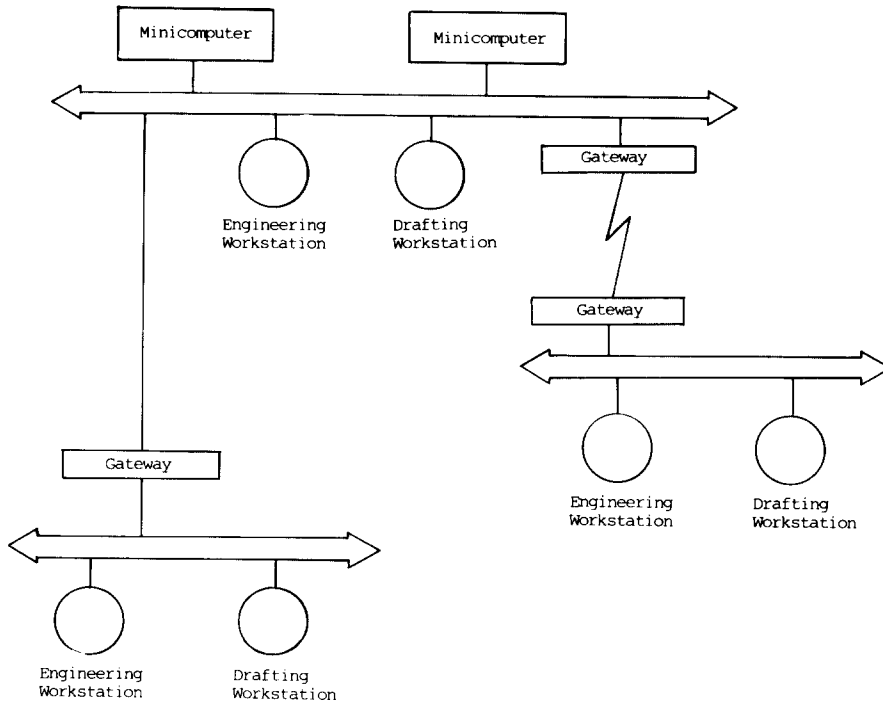 Minicomputer
Minicomputer
Gateway
Engineering
Workstation
Drafting
Workstation
Gateway
Gateway
Engineering
Workstation
Drafting
Workstation
Engineering
Workstation
Drafting
Workstation